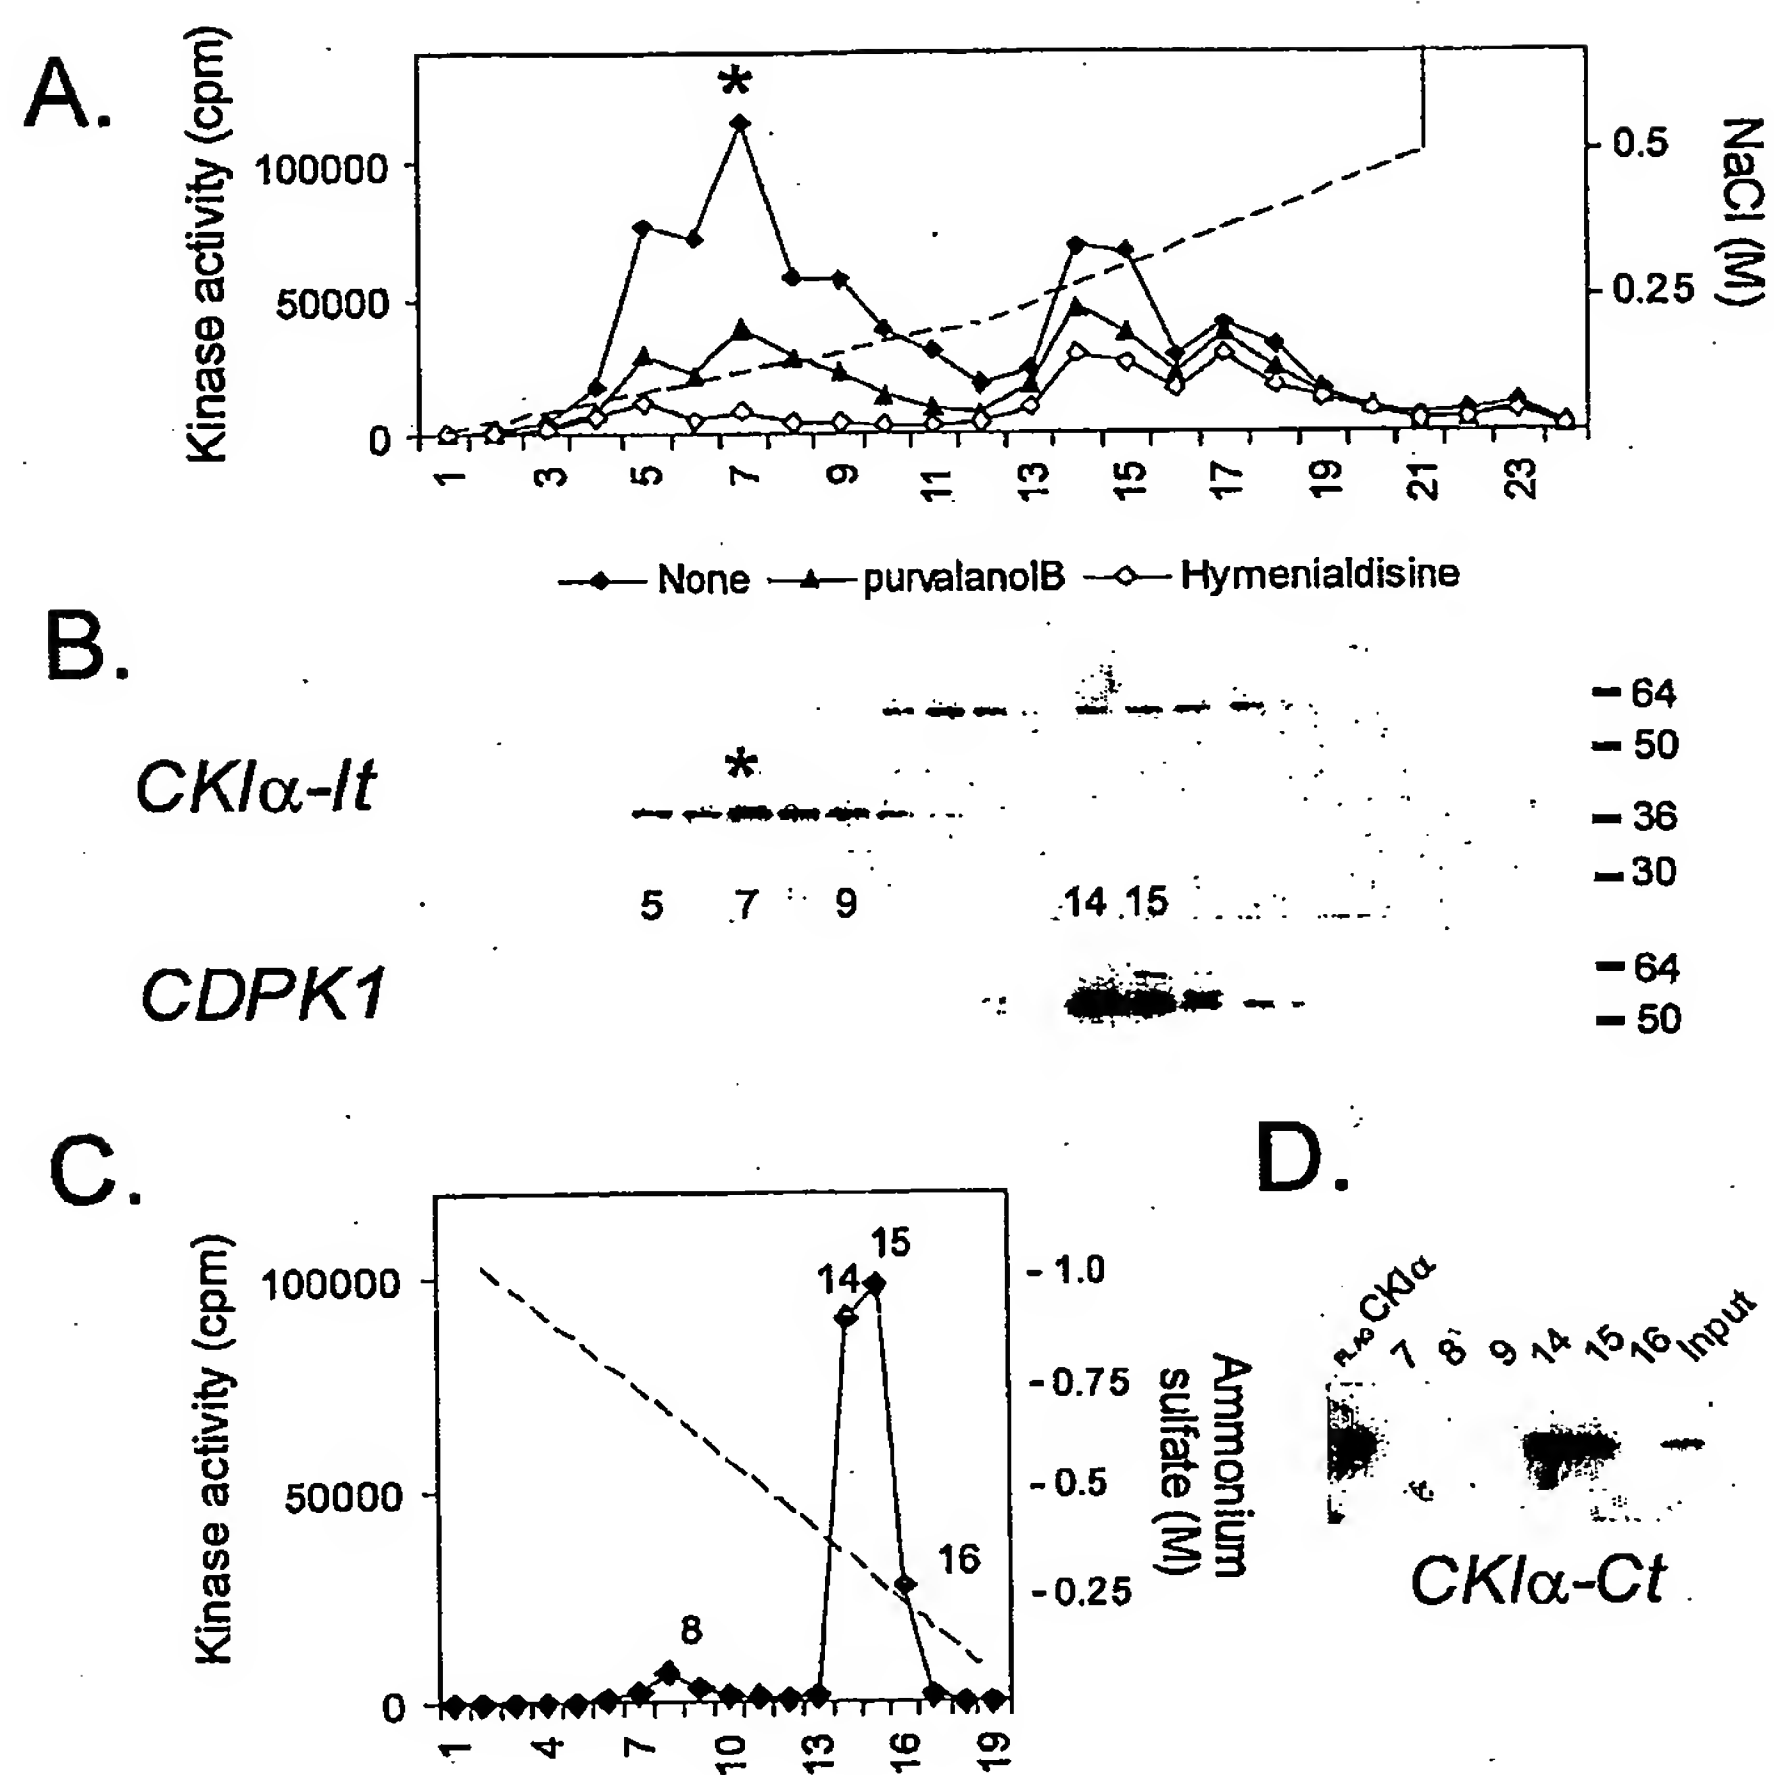 A.
*
Kinase activity (cpm)
100000
50000
0
0.5
0.25
NaCl (M)
1 3 5 7 9 11 13 15 17 19 21 23
None purvalanolB Hymenialdisine
B.
64
50
*
CKIα-It
36
30
5 7 9 14 15
CDPK1
64
50
C.
Kinase activity (cpm)
100000
50000
0
15
14
16
8
1.0
0.75
0.5
0.25
Ammonium
sulfate (M)
1 4 7 10 13 16 19
D.
FLAG CKIα 7 8 9 14 15 16 Input
CKIα-Ct